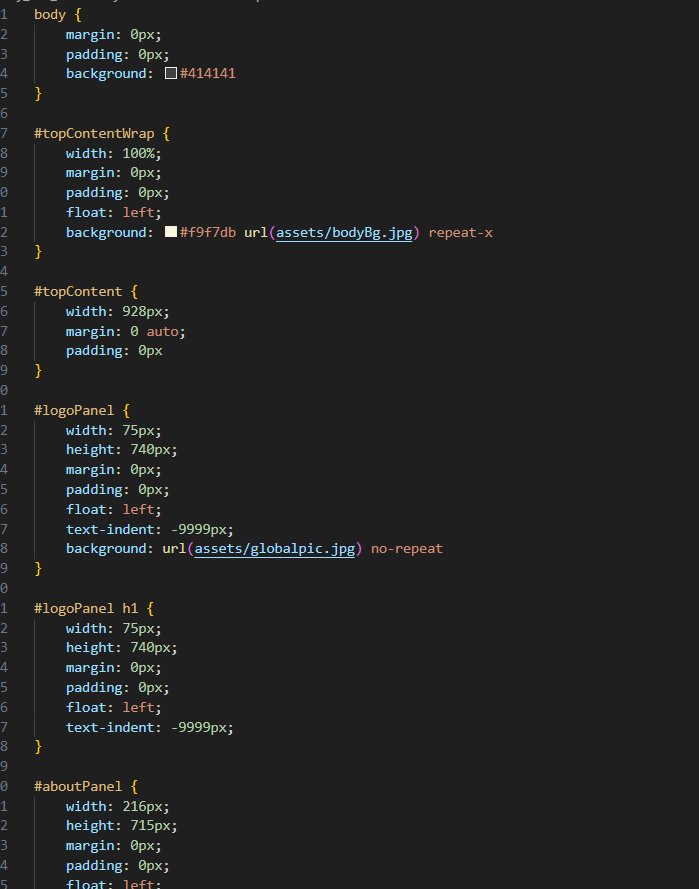 1 body {
2 margin: 0px;
3 padding: 0px;
4 background: #414141
5 }
6
7 #topContentWrap {
8 width: 100%;
9 margin: 0px;
0 padding: 0px;
1 float: left;
2 background: #f9f7db url(assets/bodyBg.jpg) repeat-x
3 }
4
5 #topContent {
6 width: 928px;
7 margin: 0 auto;
8 padding: 0px
9 }
0
1 #logoPanel {
2 width: 75px;
3 height: 740px;
4 margin: 0px;
5 padding: 0px;
6 float: left;
7 text-indent: -9999px;
8 background: url(assets/globalpic.jpg) no-repeat
9 }
0
1 #logoPanel h1 {
2 width: 75px;
3 height: 740px;
4 margin: 0px;
5 padding: 0px;
6 float: left;
7 text-indent: -9999px;
8 }
9
0 #aboutPanel {
1 width: 216px;
2 height: 715px;
3 margin: 0px;
4 padding: 0px;
5 float: left;